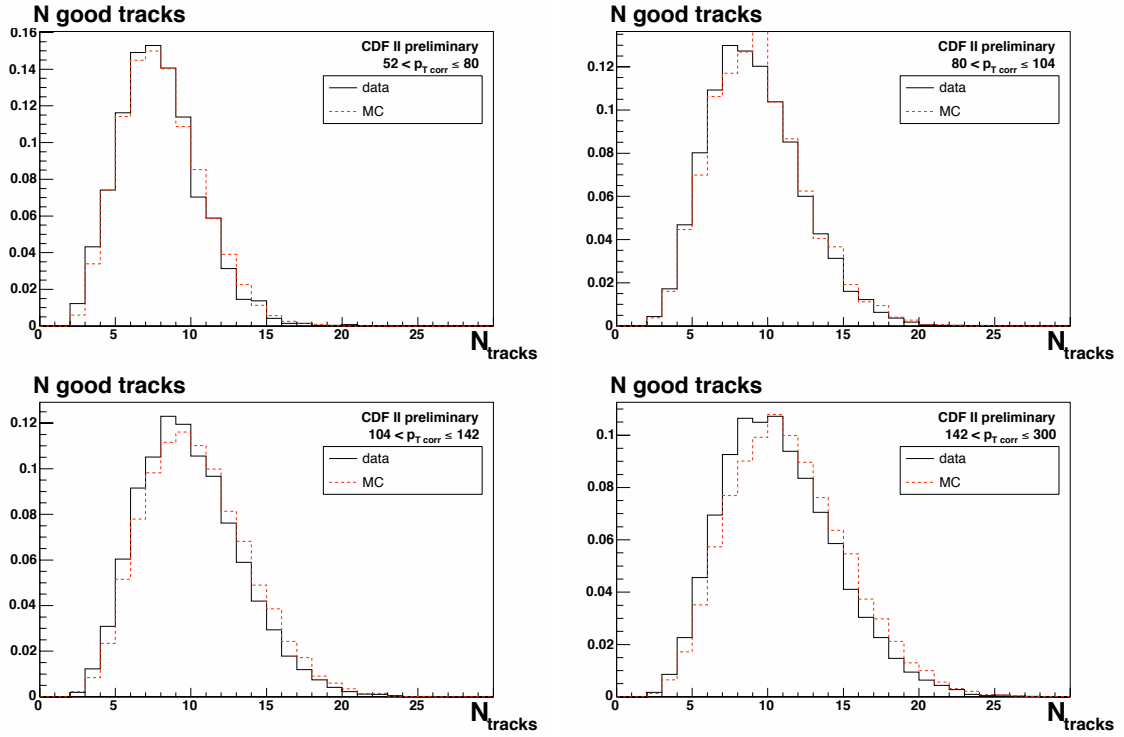 N good tracks
CDF II preliminary
52 < p_T corr ≤ 80
data
MC
0.16
0.14
0.12
0.1
0.08
0.06
0.04
0.02
0
0 5 10 15 20 25
N_tracks
N good tracks
CDF II preliminary
80 < p_T corr ≤ 104
data
MC
0.12
0.1
0.08
0.06
0.04
0.02
0
0 5 10 15 20 25
N_tracks
N good tracks
CDF II preliminary
104 < p_T corr ≤ 142
data
MC
0.12
0.1
0.08
0.06
0.04
0.02
0
0 5 10 15 20 25
N_tracks
N good tracks
CDF II preliminary
142 < p_T corr ≤ 300
data
MC
0.1
0.08
0.06
0.04
0.02
0
0 5 10 15 20 25
N_tracks